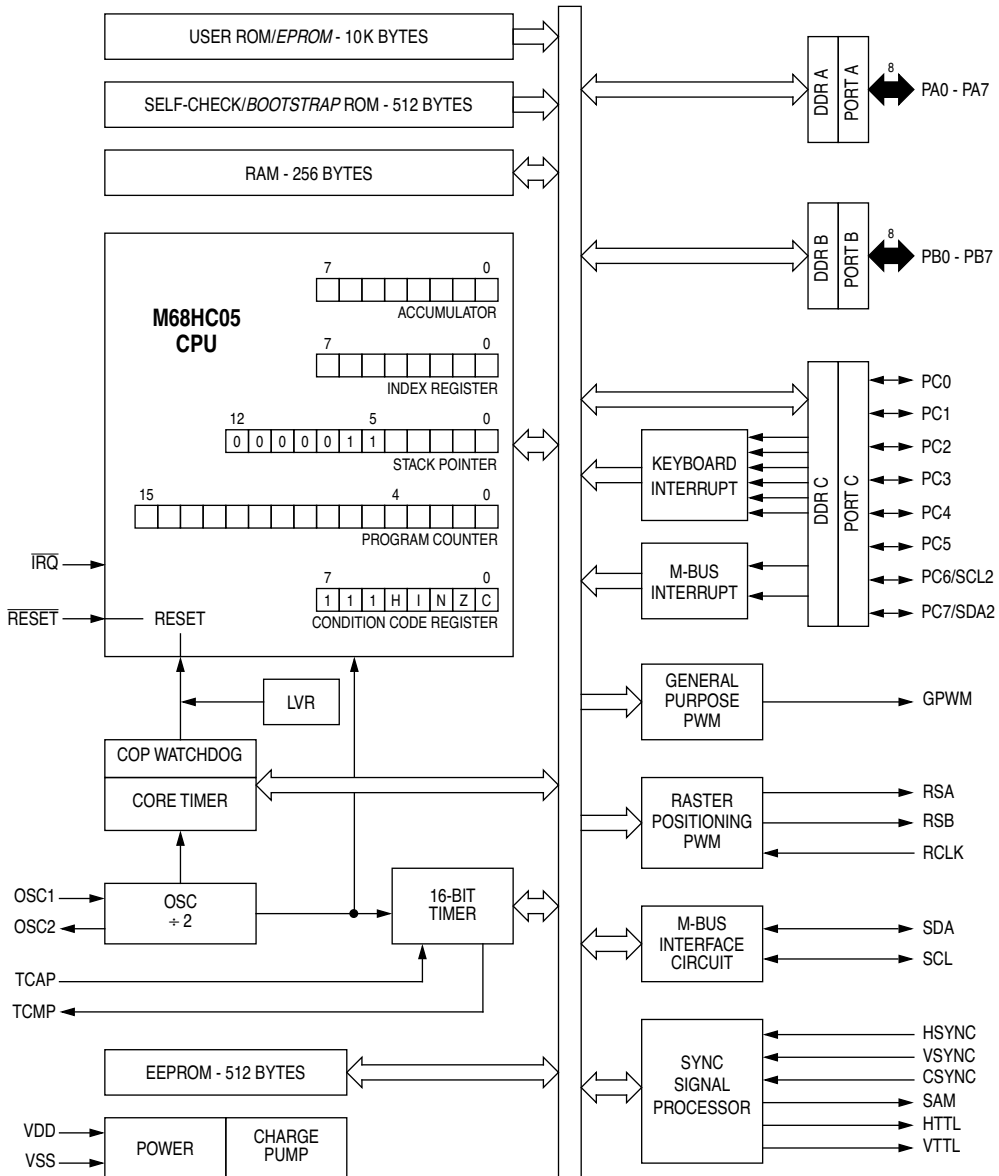 USER ROM/EPROM - 10K BYTES
SELF-CHECK/BOOTSTRAP ROM - 512 BYTES
RAM - 256 BYTES
M68HC05
CPU
7 0
ACCUMULATOR
7 0
INDEX REGISTER
12 5 0
0 0 0 0 0 1 1
STACK POINTER
15 4 0
PROGRAM COUNTER
7 0
1 1 1 H I N Z C
CONDITION CODE REGISTER
IRQ
RESET
RESET
LVR
COP WATCHDOG
CORE TIMER
OSC1
OSC2
OSC
÷ 2
16-BIT
TIMER
TCAP
TCMP
EEPROM - 512 BYTES
VDD
VSS
POWER
CHARGE
PUMP
DDR A
PORT A
8
PA0 - PA7
DDR B
PORT B
8
PB0 - PB7
DDR C
PORT C
PC0
PC1
PC2
PC3
PC4
PC5
PC6/SCL2
PC7/SDA2
KEYBOARD
INTERRUPT
M-BUS
INTERRUPT
GENERAL
PURPOSE
PWM
GPWM
RASTER
POSITIONING
PWM
RSA
RSB
RCLK
M-BUS
INTERFACE
CIRCUIT
SDA
SCL
SYNC
SIGNAL
PROCESSOR
HSYNC
VSYNC
CSYNC
SAM
HTTL
VTTL